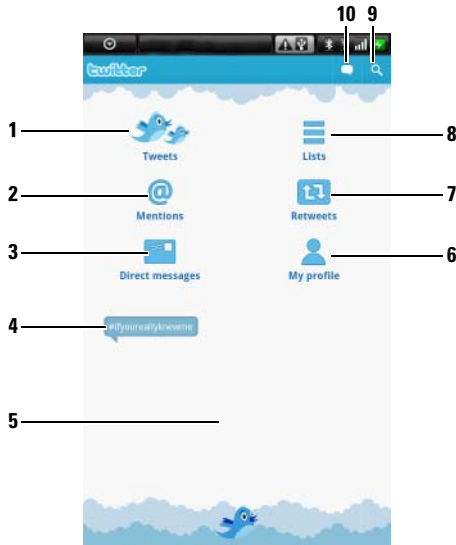 10 9
twitter
1 Tweets Lists 8
2 @ Mentions Retweets 7
3 Direct messages My profile 6
4 #ifyoureallyknewme
5